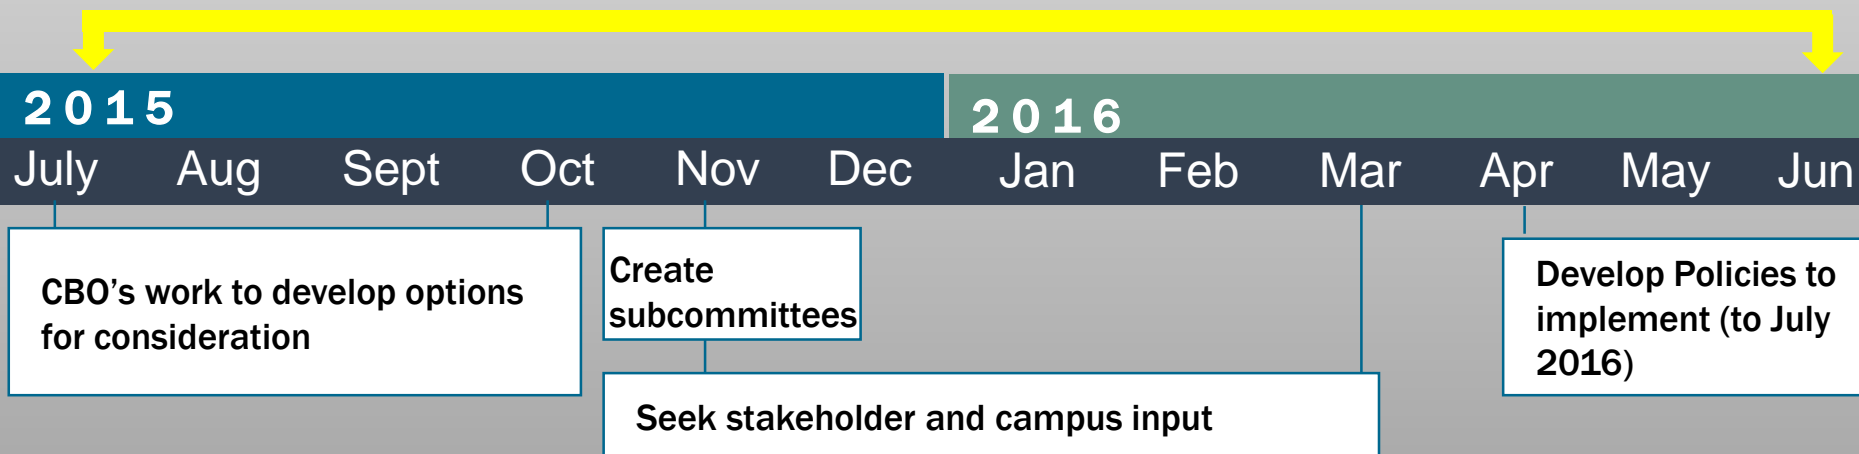 2015
2016
July Aug Sept Oct Nov Dec Jan Feb Mar Apr May Jun
CBO's work to develop options
for consideration
Create
subcommittees
Seek stakeholder and campus input
Develop Policies to
implement (to July
2016)